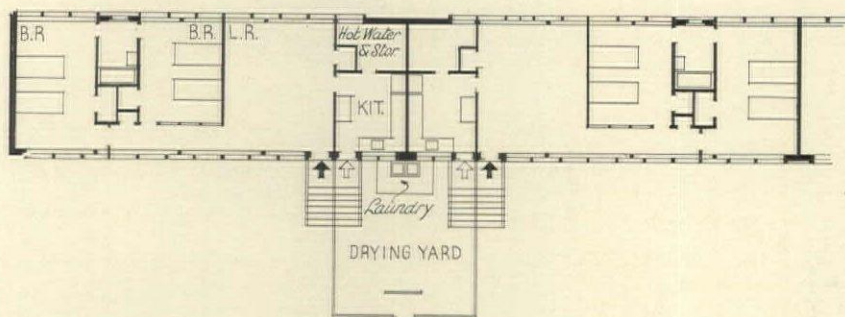 B.R
B.R.
L.R.
Hot Water
& Stor.
KIT.
Laundry
DRYING YARD